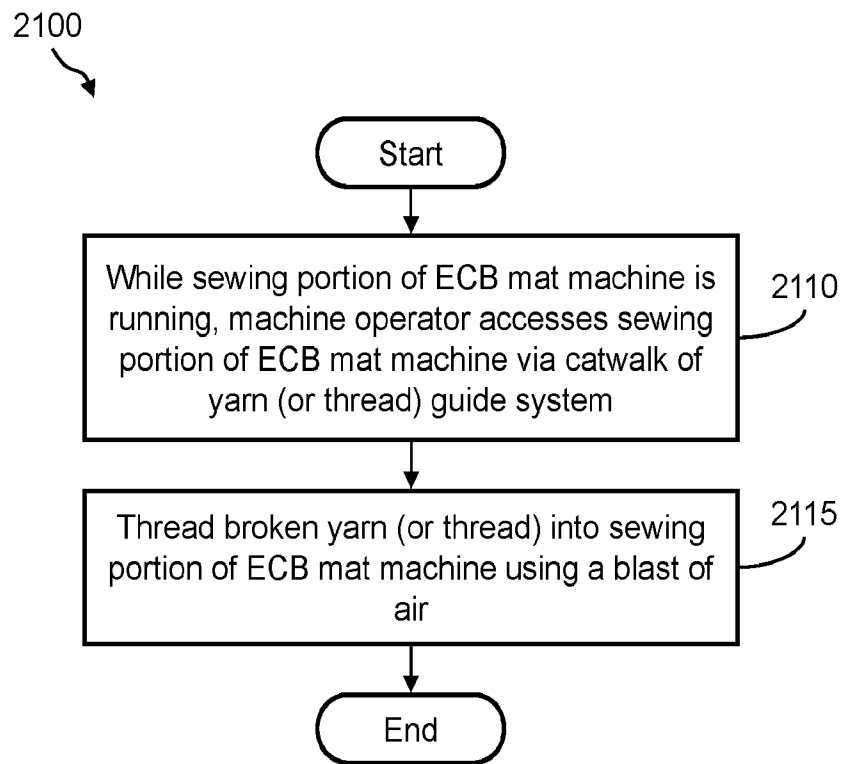 2100
Start
While sewing portion of ECB mat machine is
running, machine operator accesses sewing
portion of ECB mat machine via catwalk of
yarn (or thread) guide system
2110
Thread broken yarn (or thread) into sewing
portion of ECB mat machine using a blast of
air
2115
End